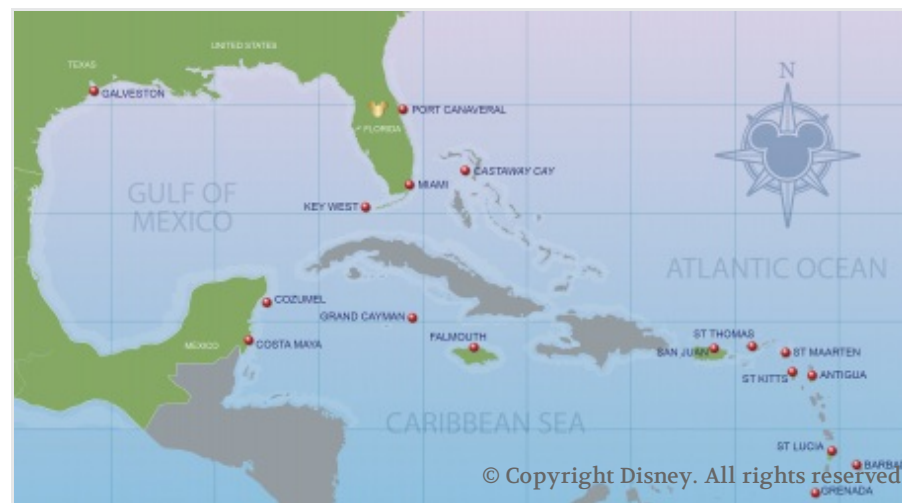 UNITED STATES
TEXAS
GALVESTON
PORT CANAVERAL
FLORIDA
CASTAWAY CAY
MIAMI
KEY WEST
GULF OF
MEXICO
N
ATLANTIC OCEAN
COZUMEL
GRAND CAYMAN
COSTA MAYA
MEXICO
FALMOUTH
ST THOMAS
SAN JUAN
ST MAARTEN
ST KITTS
ANTIGUA
CARIBBEAN SEA
ST LUCIA
BARBA
© Copyright Disney. All rights reserved
GRENADA